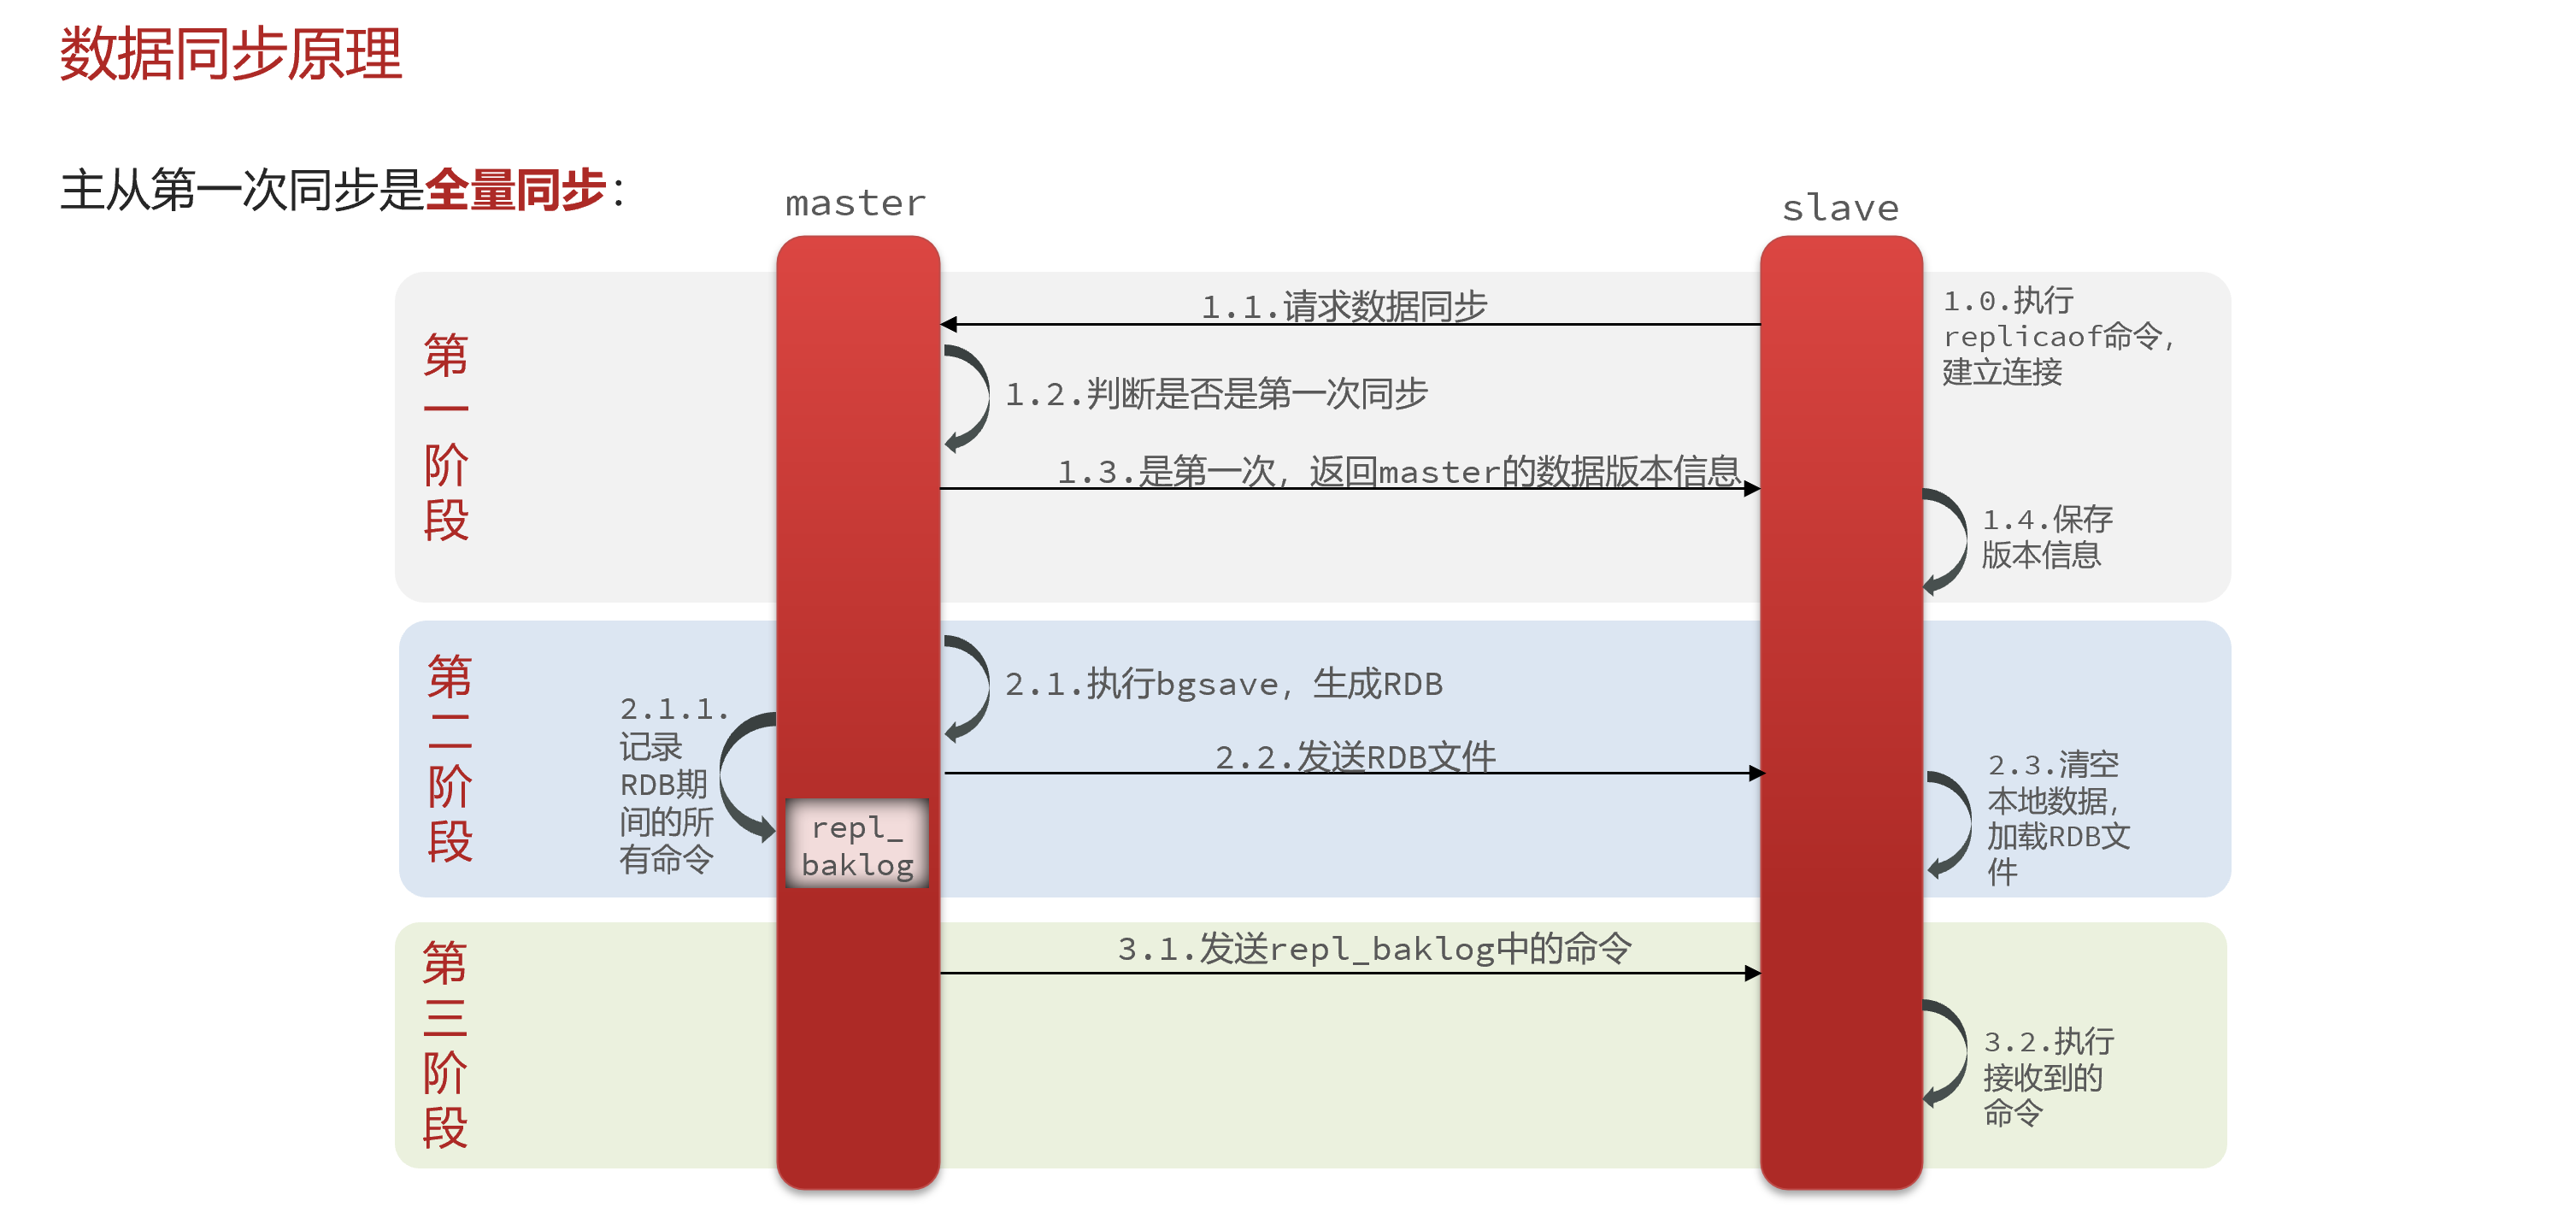 数据同步原理
主从第一次同步是全量同步：
master
slave
第
一
阶
段
1.1.请求数据同步
1.0.执行
replicaof命令，
建立连接
1.2.判断是否是第一次同步
1.3.是第一次，返回master的数据版本信息
1.4.保存
版本信息
第
二
阶
段
2.1.执行bgsave，生成RDB
2.1.1.
记录
RDB期
间的所
有命令
repl_
baklog
2.2.发送RDB文件
2.3.清空
本地数据，
加载RDB文
件
第
三
阶
段
3.1.发送repl_baklog中的命令
3.2.执行
接收到的
命令